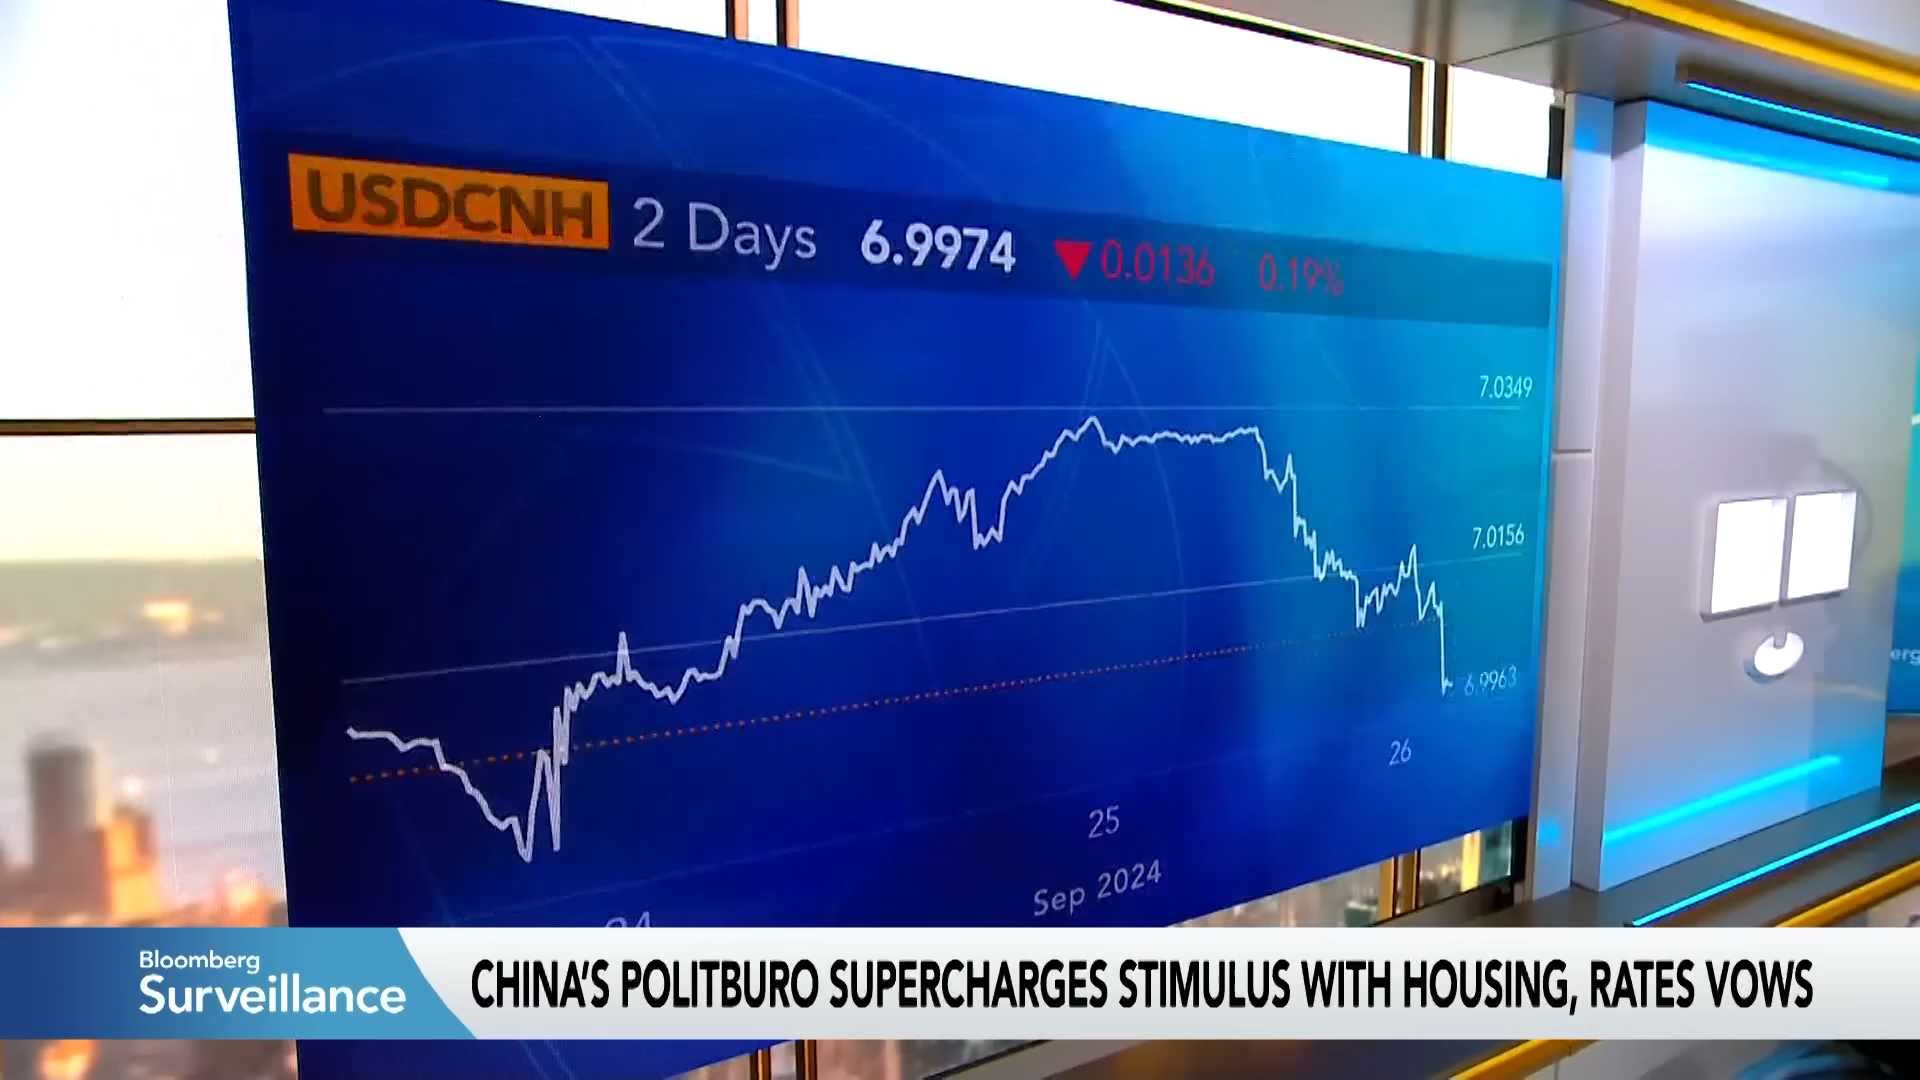 USDCNH 2 Days 6.9974 ▼0.0136 0.19%
7.0349
7.0156
6.9963
26
25
Sep 2024
Bloomberg
Surveillance
CHINA'S POLITBURO SUPERCHARGES STIMULUS WITH HOUSING, RATES VOWS